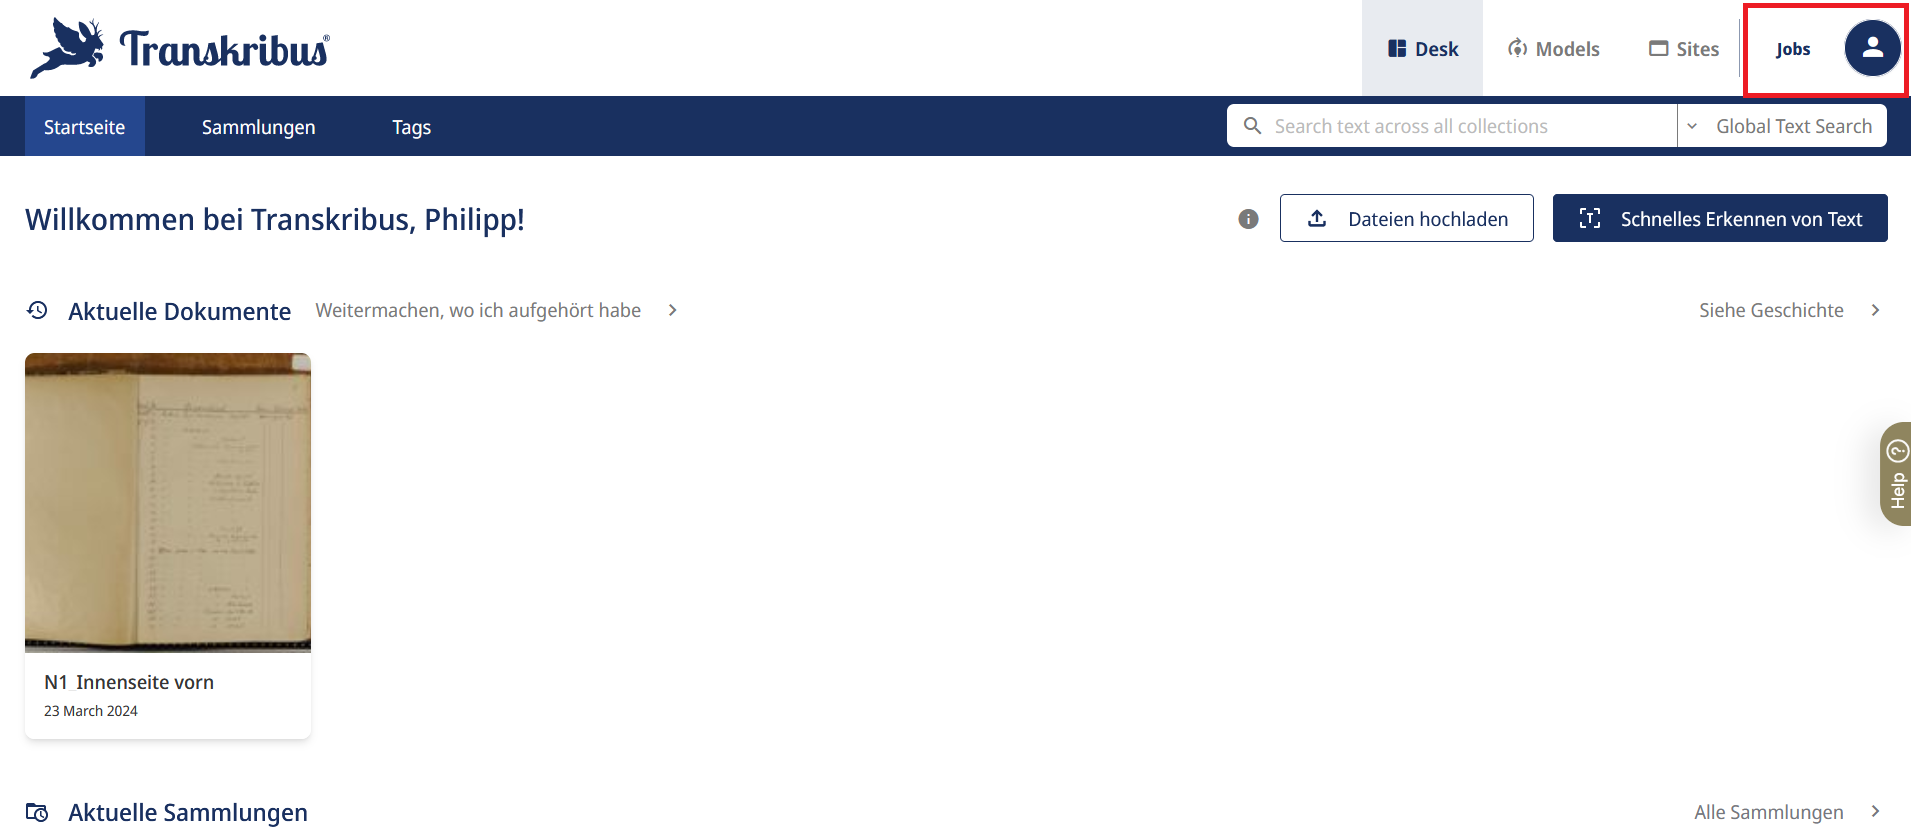 Transkribus®
Desk
Models
Sites
Jobs
Startseite
Sammlungen
Tags
Search text across all collections
Global Text Search
Willkommen bei Transkribus, Philipp!
Dateien hochladen
Schnelles Erkennen von Text
Aktuelle Dokumente
Weitermachen, wo ich aufgehört habe
Siehe Geschichte
Help
N1_Innenseite vorn
23 March 2024
Aktuelle Sammlungen
Alle Sammlungen